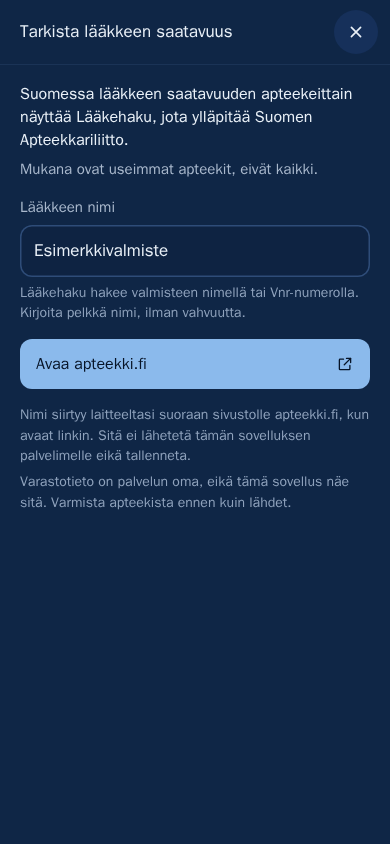 Tarkista lääkkeen saatavuus
Suomessa lääkkeen saatavuuden apteekeittain
näyttää Lääkehaku, jota ylläpitää Suomen
Apteekkariliitto.
Mukana ovat useimmat apteekit, eivät kaikki.
Lääkkeen nimi
Esimerkkivalmiste
Lääkehaku hakee valmisteen nimellä tai Vnr-numerolla.
Kirjoita pelkkä nimi, ilman vahvuutta.
Avaa apteekki.fi
Nimi siirtyy laitteeltasi suoraan sivustolle apteekki.fi, kun
avaat linkin. Sitä ei lähetetä tämän sovelluksen
palvelimelle eikä tallenneta.
Varastotieto on palvelun oma, eikä tämä sovellus näe
sitä. Varmista apteekista ennen kuin lähdet.